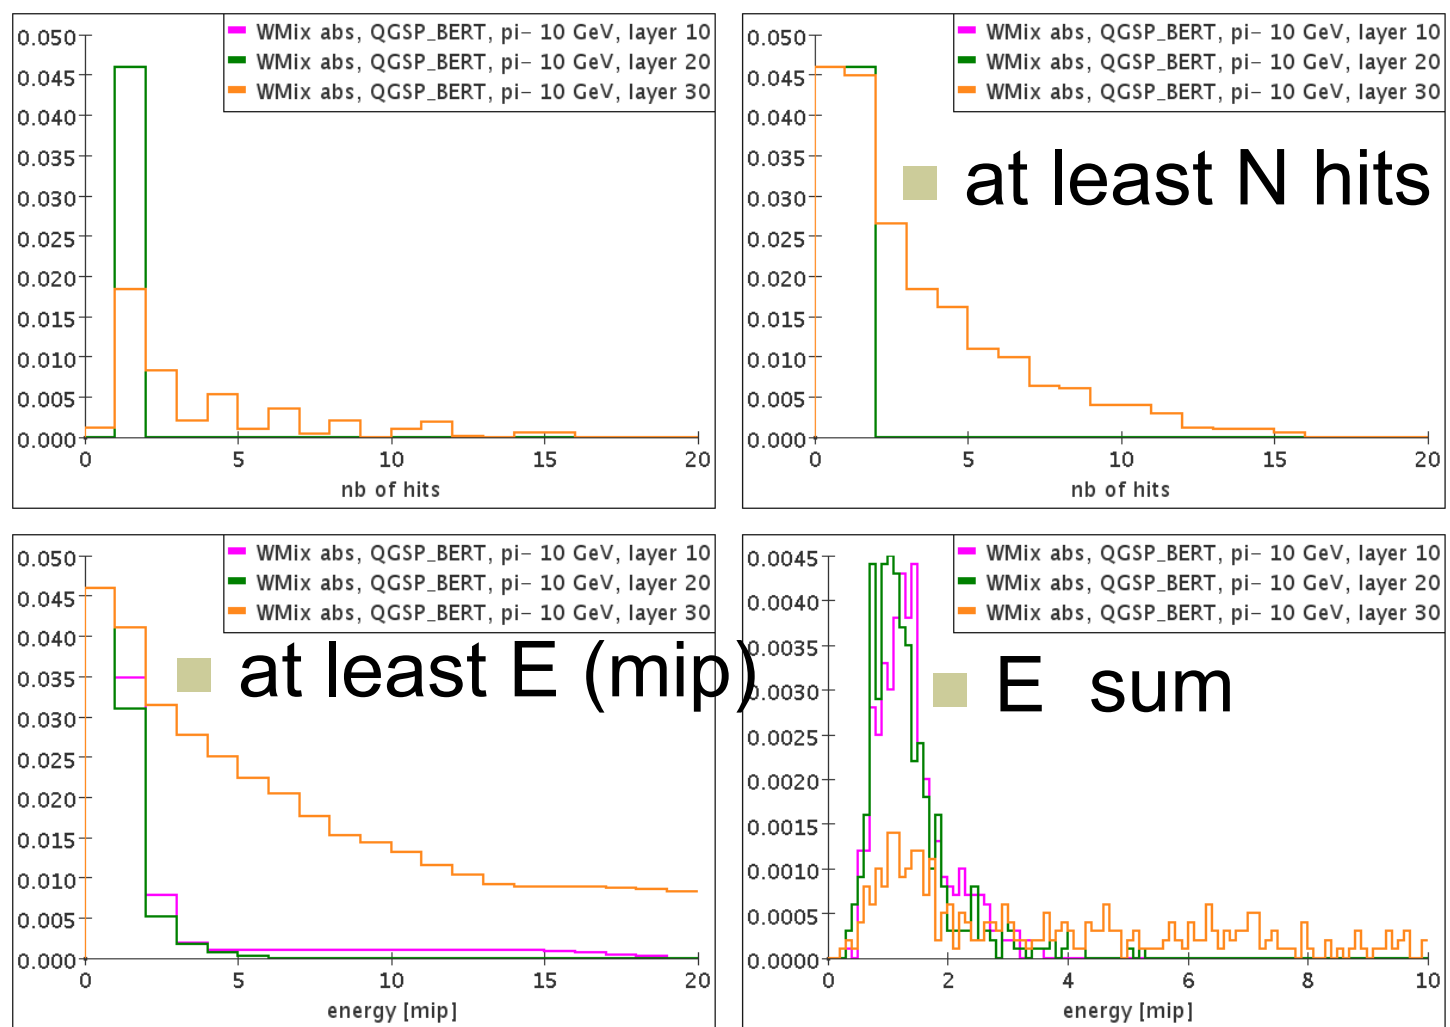 WMix abs, QGSP_BERT, pi- 10 GeV, layer 10
WMix abs, QGSP_BERT, pi- 10 GeV, layer 20
WMix abs, QGSP_BERT, pi- 10 GeV, layer 30
0.050
0.045
0.040
0.035
0.030
0.025
0.020
0.015
0.010
0.005
0.000
0 5 10 15 20
nb of hits
WMix abs, QGSP_BERT, pi- 10 GeV, layer 10
WMix abs, QGSP_BERT, pi- 10 GeV, layer 20
WMix abs, QGSP_BERT, pi- 10 GeV, layer 30
at least N hits
0.050
0.045
0.040
0.035
0.030
0.025
0.020
0.015
0.010
0.005
0.000
0 5 10 15 20
nb of hits
WMix abs, QGSP_BERT, pi- 10 GeV, layer 10
WMix abs, QGSP_BERT, pi- 10 GeV, layer 20
WMix abs, QGSP_BERT, pi- 10 GeV, layer 30
at least E (mip)
0.050
0.045
0.040
0.035
0.030
0.025
0.020
0.015
0.010
0.005
0.000
0 5 10 15 20
energy [mip]
WMix abs, QGSP_BERT, pi- 10 GeV, layer 10
WMix abs, QGSP_BERT, pi- 10 GeV, layer 20
WMix abs, QGSP_BERT, pi- 10 GeV, layer 30
E sum
0.0045
0.0040
0.0035
0.0030
0.0025
0.0020
0.0015
0.0010
0.0005
0.0000
0 2 4 6 8 10
energy [mip]